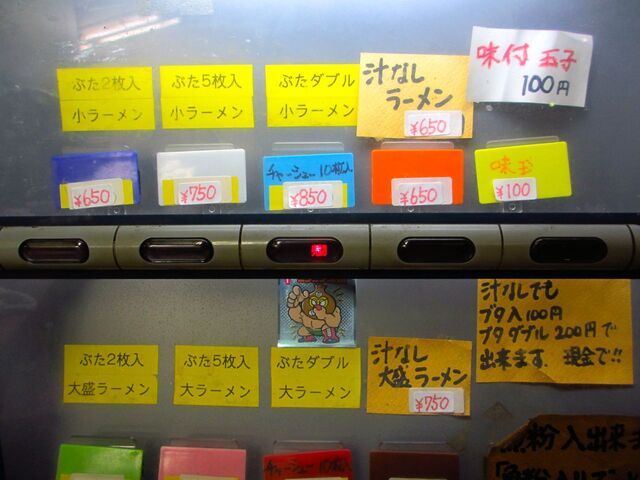 味付玉子
100円
ぶた2枚入
小ラーメン
ぶた5枚入
小ラーメン
ぶたダブル
小ラーメン
汁なし
ラーメン
¥650
¥650
¥750
チャーシュー10枚入
¥850
¥650
味玉
¥100
ぶた2枚入
大盛ラーメン
ぶた5枚入
大ラーメン
ぶたダブル
大ラーメン
汁なし
大盛ラーメン
¥750
汁なしでも
ブタ入100円
ブタダブル200円で
出来ます.現金で!!
チャーシュー10枚入
魚粉入出来